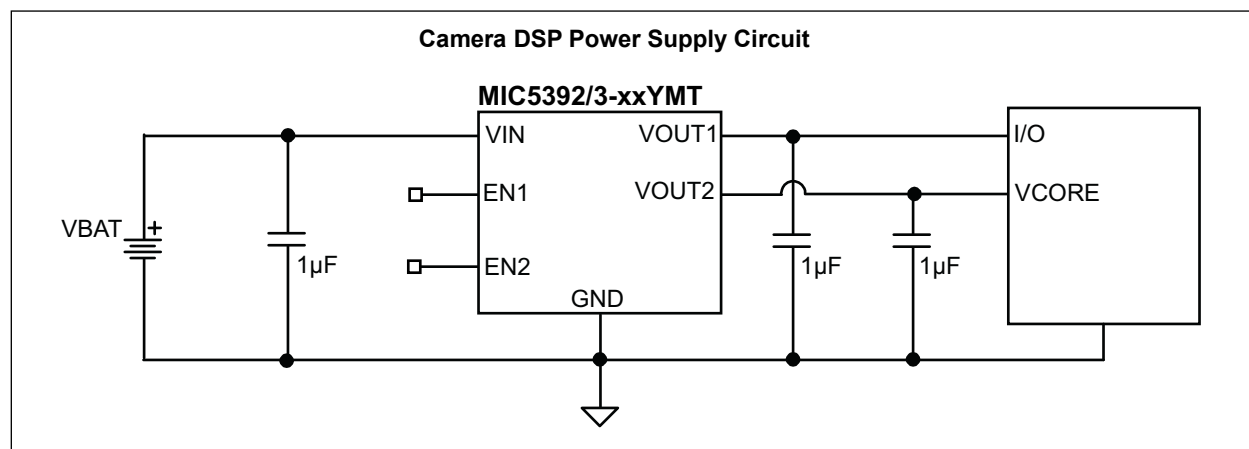 Camera DSP Power Supply Circuit
MIC5392/3-xxYMT
VIN
VOUT1
I/O
EN1
VOUT2
VCORE
VBAT
+
1µF
EN2
1µF
1µF
GND